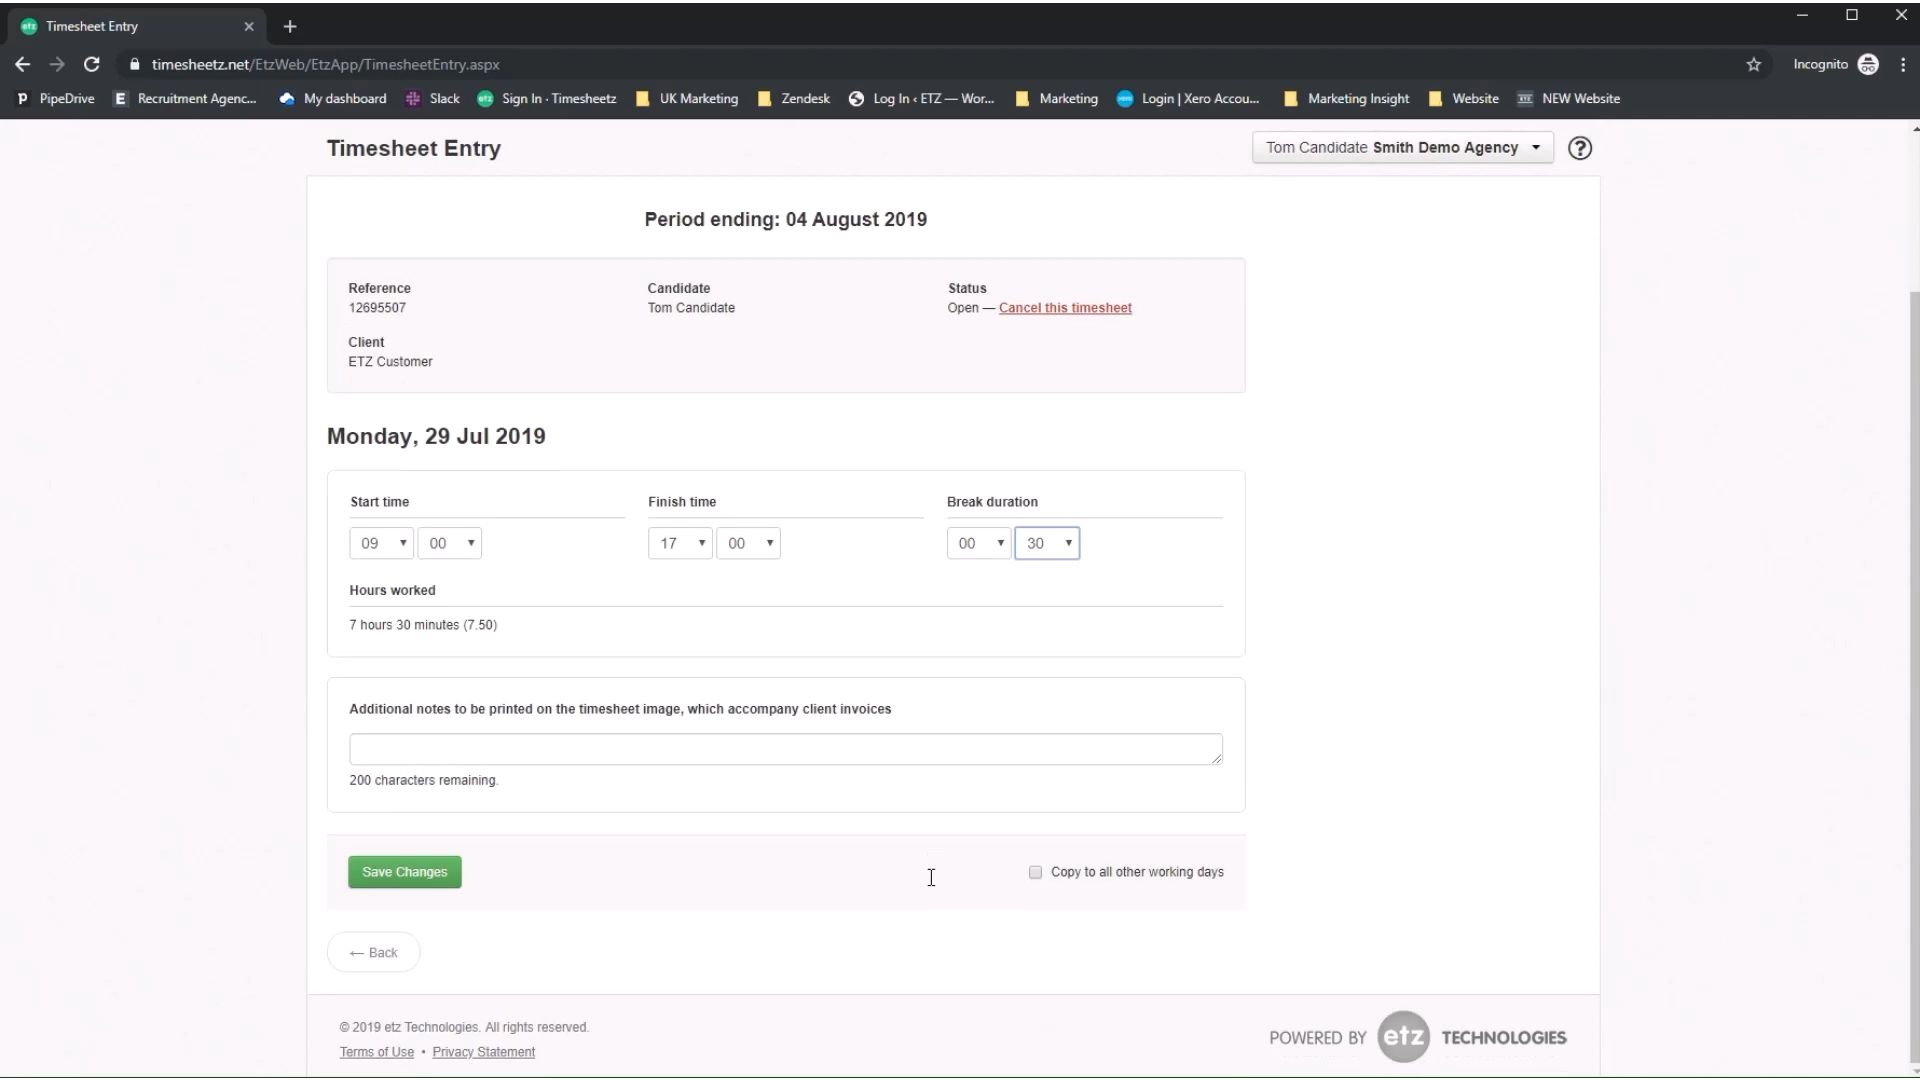 Timesheet Entry
timesheetz.net/EtzWeb/EtzApp/TimesheetEntry.aspx
Incognito
PipeDrive
Recruitment Agenc...
My dashboard
Slack
Sign In · Timesheetz
UK Marketing
Zendesk
Log In ‹ ETZ — Wor...
Marketing
Login | Xero Accou...
Marketing Insight
Website
NEW Website
Timesheet Entry
Tom Candidate Smith Demo Agency
?
Period ending: 04 August 2019
Reference
12695507
Candidate
Tom Candidate
Status
Open — Cancel this timesheet
Client
ETZ Customer
Monday, 29 Jul 2019
Start time
Finish time
Break duration
09 00
17 00
00 30
Hours worked
7 hours 30 minutes (7.50)
Additional notes to be printed on the timesheet image, which accompany client invoices
200 characters remaining.
Save Changes
Copy to all other working days
← Back
© 2019 etz Technologies. All rights reserved.
Terms of Use • Privacy Statement
POWERED BY etz TECHNOLOGIES